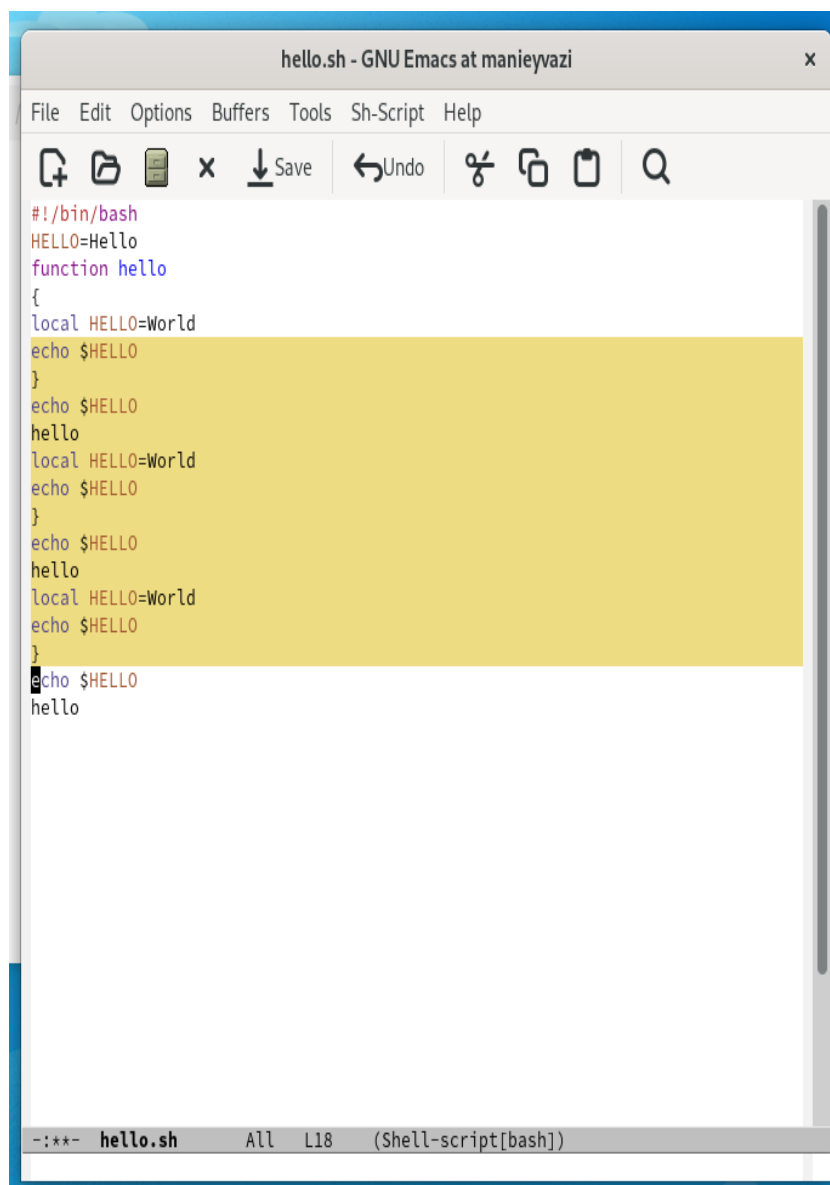 hello.sh - GNU Emacs at manieyvazi x
File Edit Options Buffers Tools Sh-Script Help
Save Undo
#!/bin/bash
HELLO=Hello
function hello
{
local HELLO=World
echo $HELLO
}
echo $HELLO
hello
local HELLO=World
echo $HELLO
}
echo $HELLO
hello
local HELLO=World
echo $HELLO
}
echo $HELLO
hello
-:**- hello.sh All L18 (Shell-script[bash])